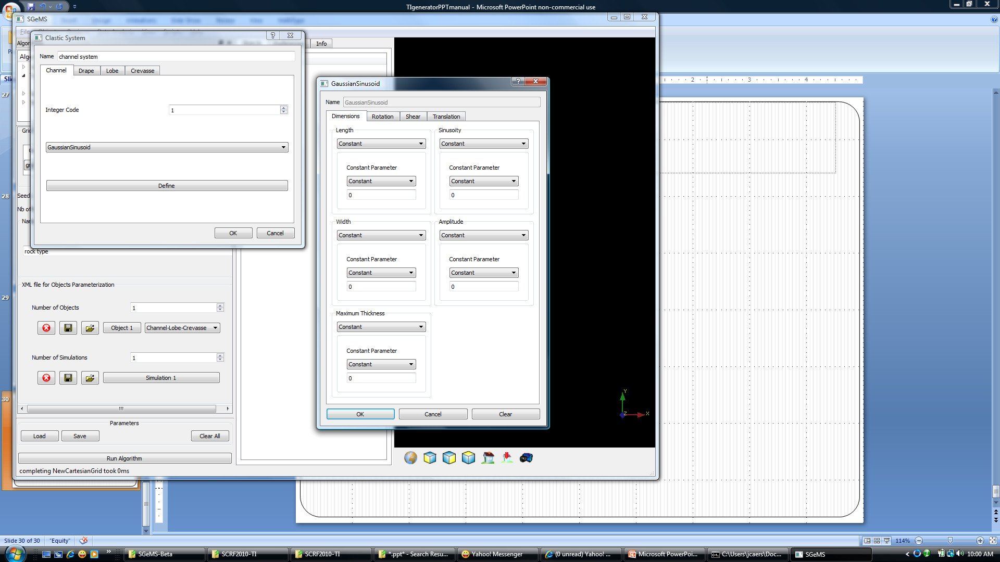 TIgeneratorPPTmanual - Microsoft PowerPoint non-commercial use
SGeMS
Clastic System
Name channel system
Channel Drape Lobe Crevasse
Integer Code 1
GaussianSinusoid
Define
OK Cancel
Info
rock type
XML file for Objects Parameterization
Number of Objects 1
Object 1 Channel-Lobe-Crevasse
Number of Simulations 1
Simulation 1
Parameters
Load Save Clear All
Run Algorithm
completing NewCartesianGrid took 0ms
GaussianSinusoid
Name GaussianSinusoid
Dimensions Rotation Shear Translation
Length Sinusoity
Constant Constant
Constant Parameter Constant Parameter
Constant Constant
0 0
Width Amplitude
Constant Constant
Constant Parameter Constant Parameter
Constant Constant
0 0
Maximum Thickness
Constant
Constant Parameter
Constant
0
OK Cancel Clear
Y
Z X
2 3 4
27
28
29
30
Seed
Slide 30 of 30 "Equity" 114%
SGeMS-Beta SCRF2010-TI SCRF2010-TI *.ppt* - Search Resu... Yahoo! Messenger (0 unread) Yahoo! ... Microsoft PowerPoi... C:\Users\jcaers\Doc... SGeMS 10:00 AM